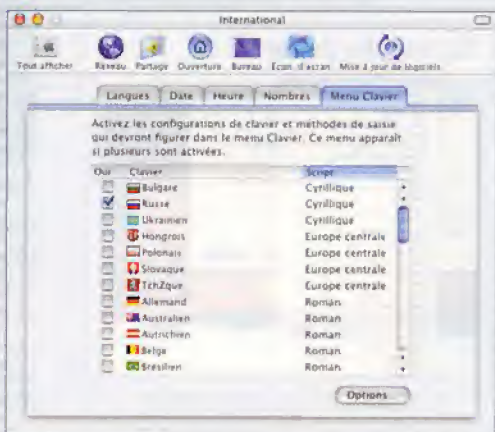 International
Tout afficher Réseau Partage Ouverture Bureau Écran d'écran Mise à jour de logiciels
Langues Date Heure Nombres Menu Clavier
Activez les configurations de clavier et méthodes de saisie
qui devront figurer dans le menu Clavier. Ce menu apparaît
si plusieurs sont activées.
Oui Clavier Script
Bulgare Cyrillique
Russe Cyrillique
Ukrainien Cyrillique
Hongrois Europe centrale
Polonais Europe centrale
Slovaque Europe centrale
TchZque Europe centrale
Allemand Roman
Australien Roman
Autrichien Roman
Belge Roman
Brésilien Roman
Options...